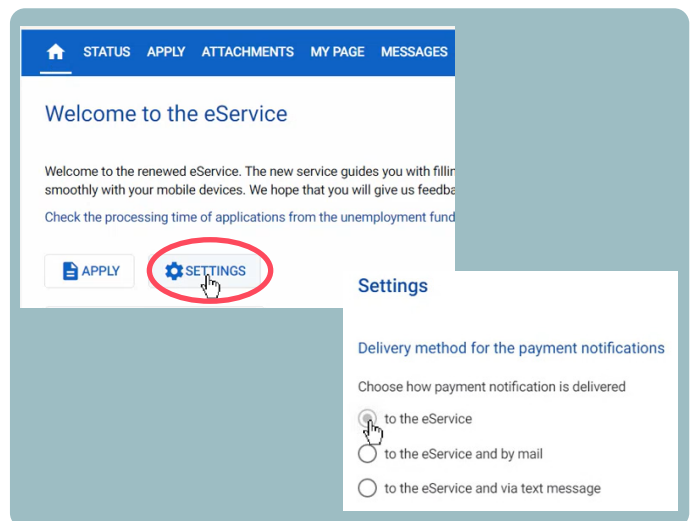 STATUS APPLY ATTACHMENTS MY PAGE MESSAGES
Welcome to the eService
Welcome to the renewed eService. The new service guides you with fillin
smoothly with your mobile devices. We hope that you will give us feedba
Check the processing time of applications from the unemployment fund
APPLY SETTINGS
Settings
Delivery method for the payment notifications
Choose how payment notification is delivered
to the eService
to the eService and by mail
to the eService and via text message